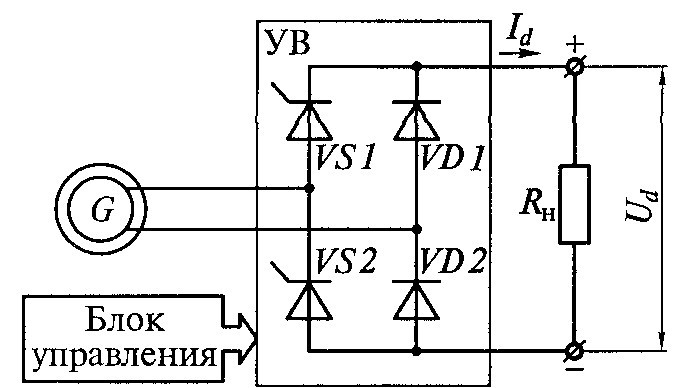 УВ
I_d
+
VS1
VD1
G
R_н
U_d
VS2
VD2
Блок
управления
−